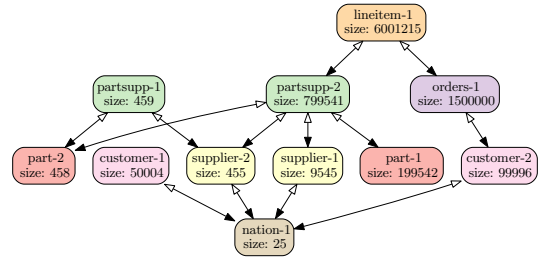 lineitem-1
size: 6001215
partsupp-1
size: 459
partsupp-2
size: 799541
orders-1
size: 1500000
part-2
size: 458
customer-1
size: 50004
supplier-2
size: 455
supplier-1
size: 9545
part-1
size: 199542
customer-2
size: 99996
nation-1
size: 25